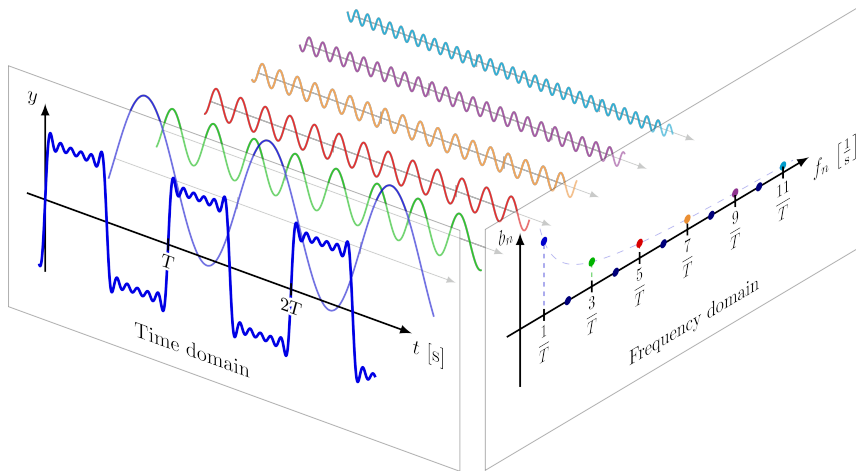 y
T
2T
t [s]
Time domain
b_n
1/T
3/T
5/T
7/T
9/T
11/T
f_n [1/s]
Frequency domain